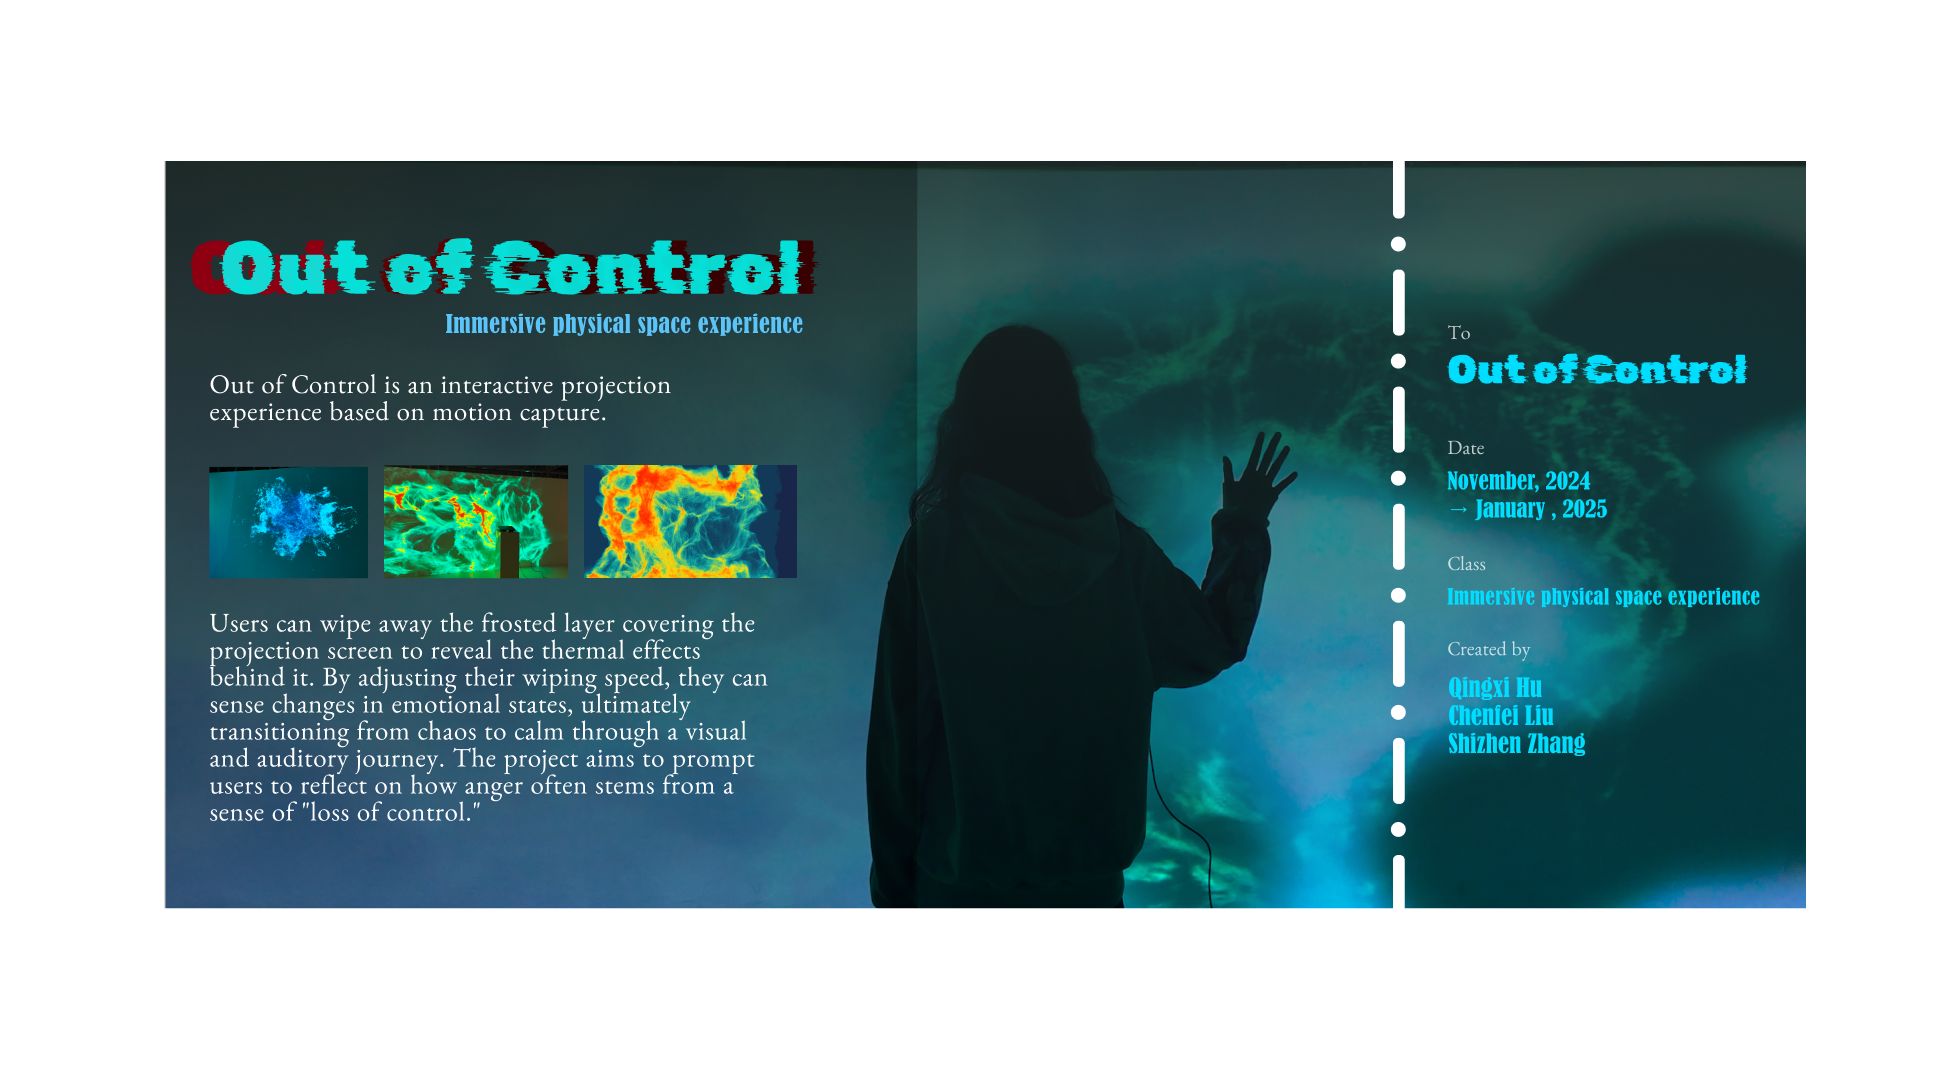 Out of Control
Immersive physical space experience
Out of Control is an interactive projection
experience based on motion capture.
Users can wipe away the frosted layer covering the
projection screen to reveal the thermal effects
behind it. By adjusting their wiping speed, they can
sense changes in emotional states, ultimately
transitioning from chaos to calm through a visual
and auditory journey. The project aims to prompt
users to reflect on how anger often stems from a
sense of "loss of control."
To
Out of Control
Date
November, 2024
→ January , 2025
Class
Immersive physical space experience
Created by
Qingxi Hu
Chenfei Liu
Shizhen Zhang